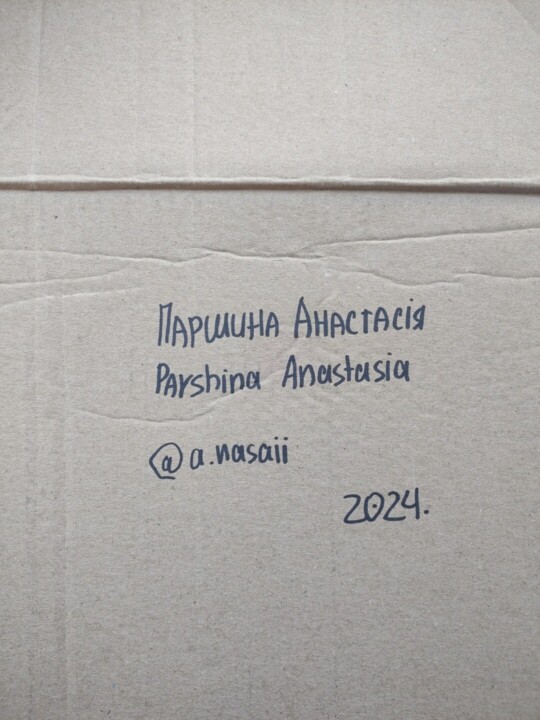 Паршина Анастасія
Parshina Anastasia
@a.nasaii
2024.